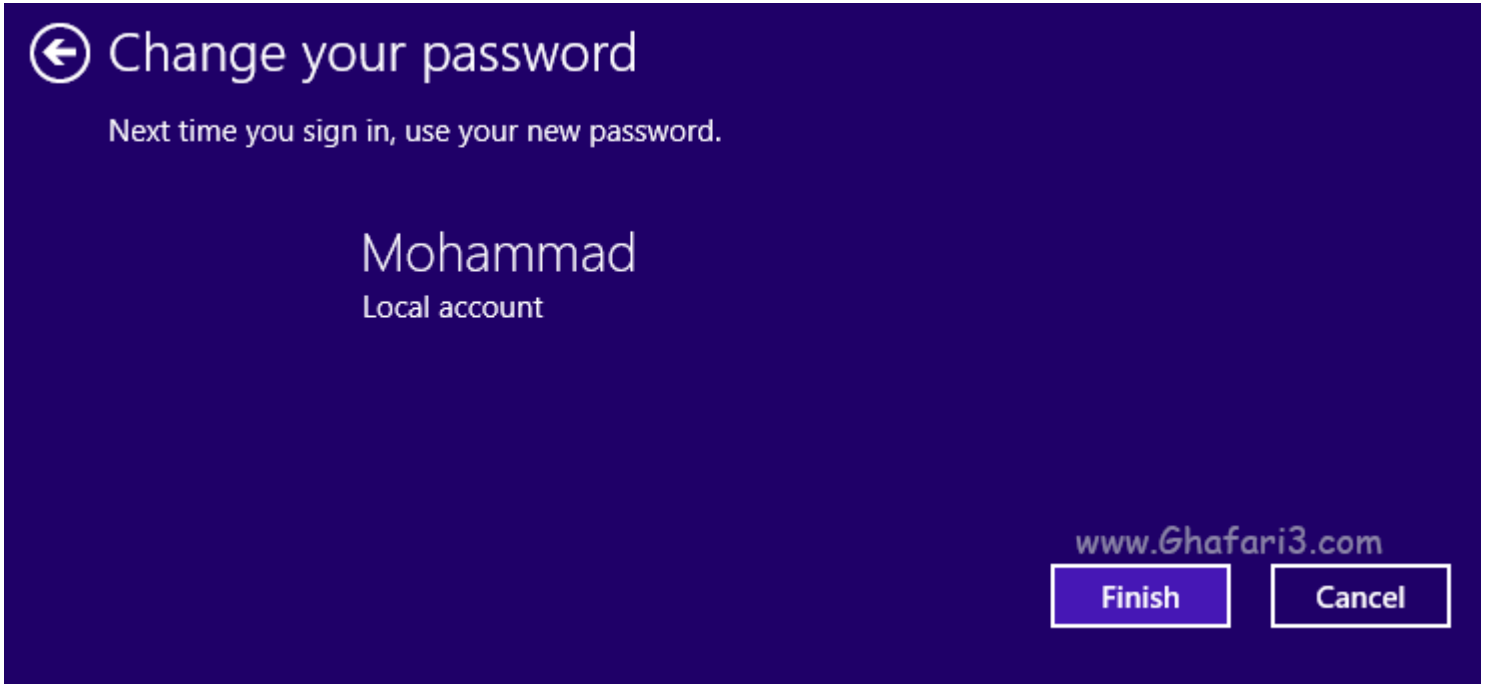 Change your password
Next time you sign in, use your new password.
Mohammad
Local account
www.Ghafari3.com
Finish Cancel